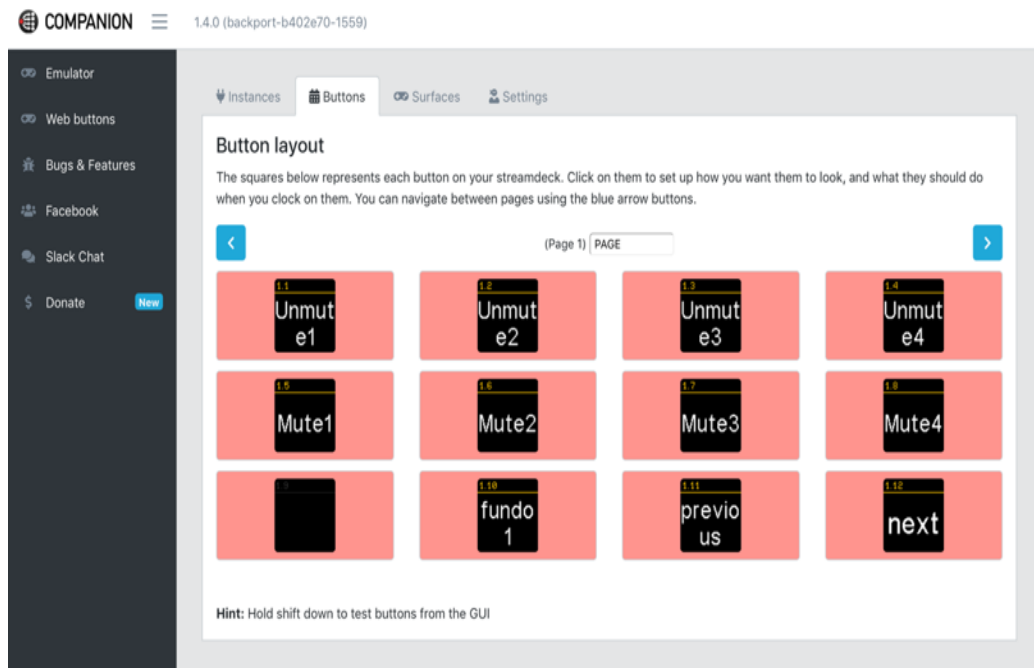 COMPANION
1.4.0 (backport-b402e70-1559)
Emulator
Web buttons
Bugs & Features
Facebook
Slack Chat
Donate New
Instances Buttons Surfaces Settings
Button layout
The squares below represents each button on your streamdeck. Click on them to set up how you want them to look, and what they should do
when you clock on them. You can navigate between pages using the blue arrow buttons.
(Page 1) PAGE
1.1 1.2 1.3 1.4
Unmut Unmut Unmut Unmut
e1 e2 e3 e4
1.5 1.6 1.7 1.8
Mute1 Mute2 Mute3 Mute4
1.9 1.10 1.11 1.12
fundo previo next
1 us
Hint: Hold shift down to test buttons from the GUI